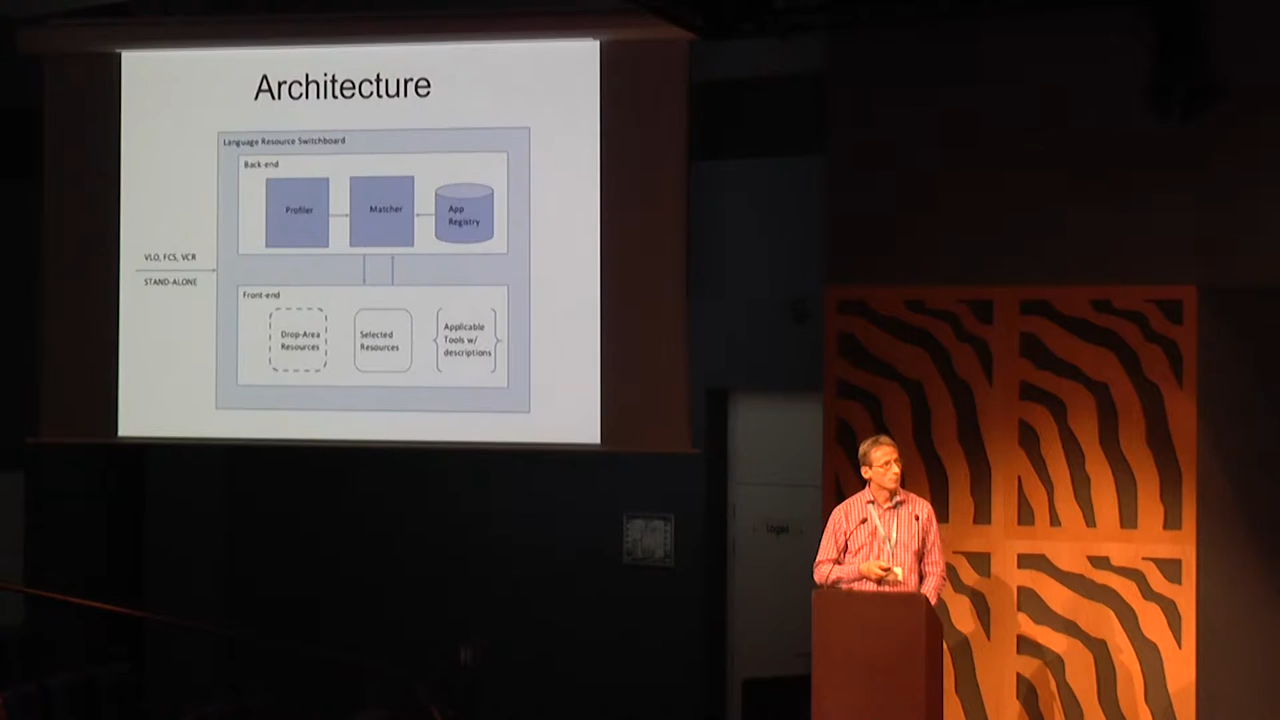 Architecture
Language Resource Switchboard
Back-end
Profiler
Matcher
App
Registry
VLO, FCS, VCR
STAND-ALONE
Front-end
Drop-Area
Resources
Selected
Resources
Applicable
Tools w/
descriptions
Loges